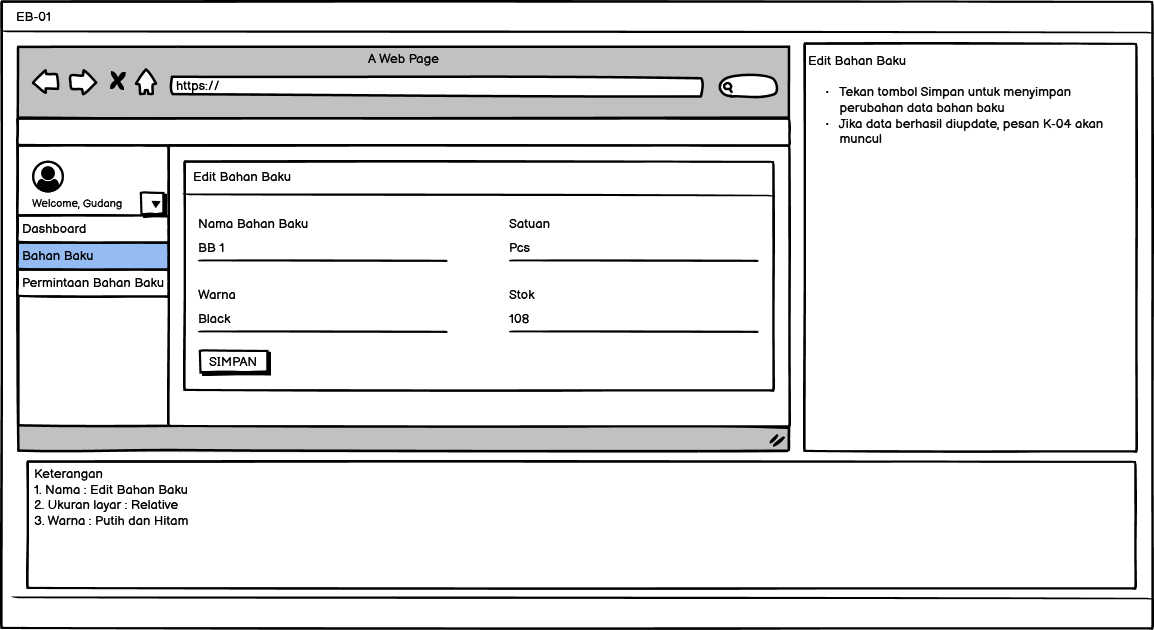 EB-01
A Web Page
https://
Welcome, Gudang
Dashboard
Bahan Baku
Permintaan Bahan Baku
Edit Bahan Baku
Nama Bahan Baku
Satuan
BB 1
Pcs
Warna
Stok
Black
108
SIMPAN
Edit Bahan Baku
· Tekan tombol Simpan untuk menyimpan
perubahan data bahan baku
· Jika data berhasil diupdate, pesan K-04 akan
muncul
Keterangan
1. Nama : Edit Bahan Baku
2. Ukuran layar : Relative
3. Warna : Putih dan Hitam